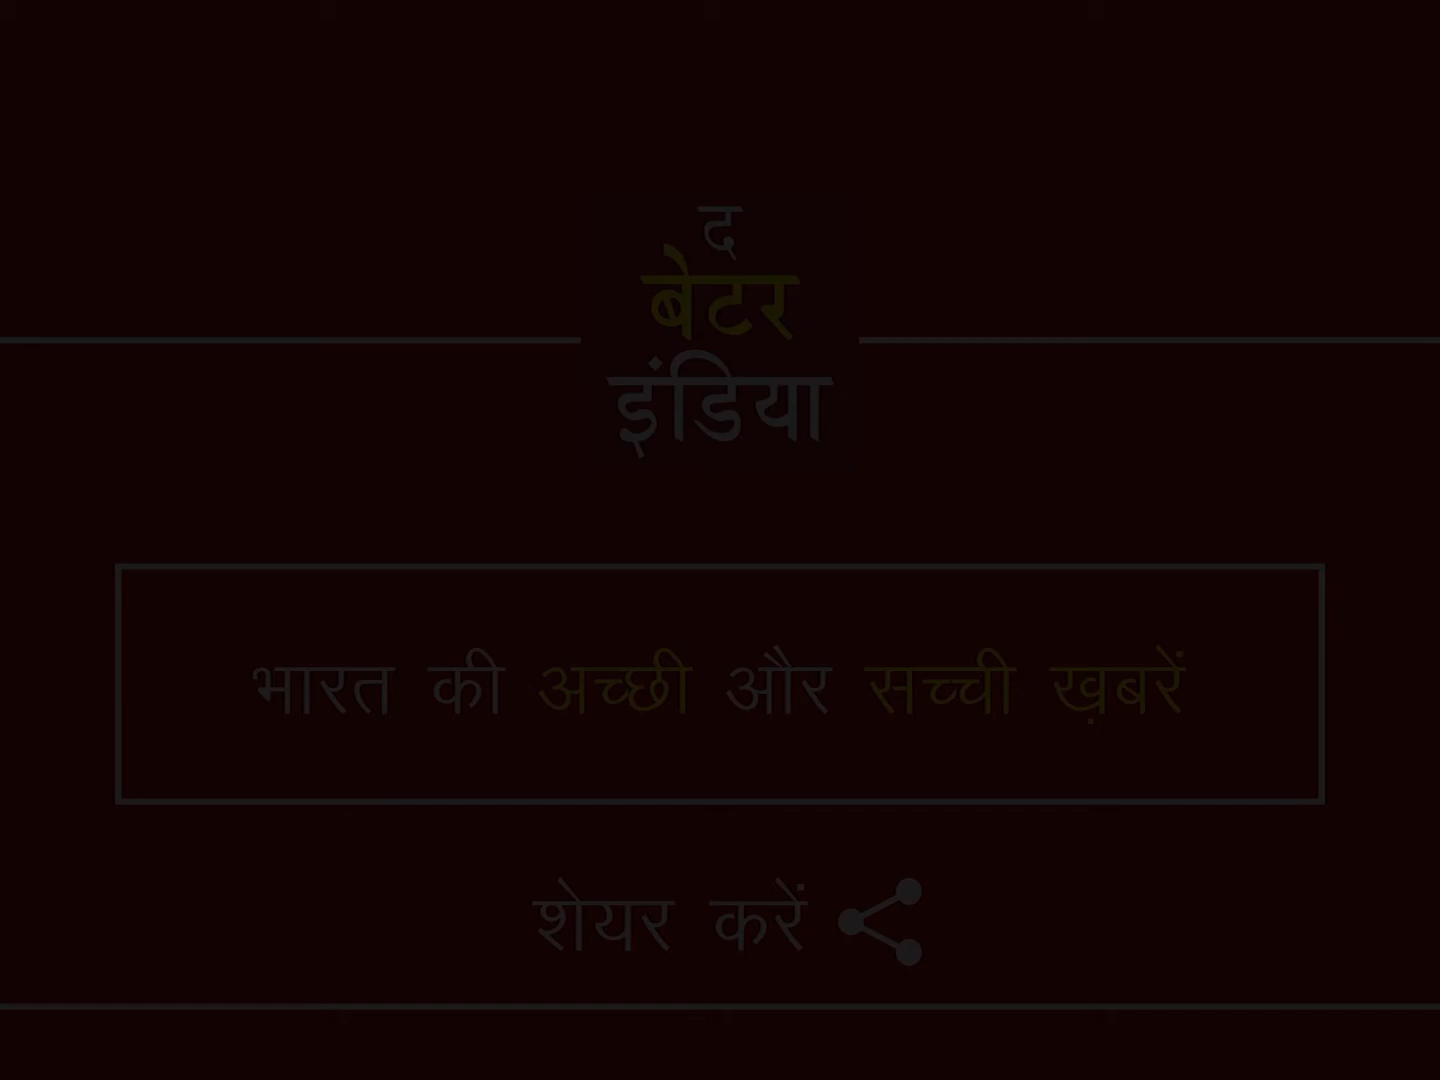 द
बेटर
इंडिया
भारत की अच्छी और सच्ची ख़बरें
शेयर करें